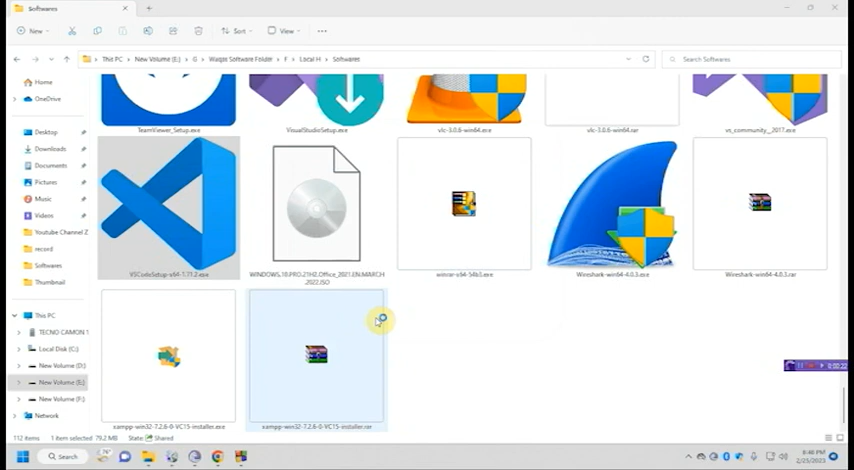 Softwares
New
Sort
View
This PC
New Volume (E:)
G
Waqas Software Folder
F
Local H
Softwares
Search Softwares
Home
OneDrive
Desktop
Downloads
Documents
Pictures
Music
Videos
Youtube Channel Z
record
Softwares
Thumbnail
This PC
TECNO CAMON 1
Local Disk (C:)
New Volume (D:)
New Volume (E:)
New Volume (F:)
Network
TeamViewer_Setup.exe
VisualStudioSetup.exe
vlc-3.0.6-win64.exe
vlc-3.0.6-win64.rar
vs_community__2017.exe
VSCodeSetup-x64-1.71.2.exe
WINDOWS.10.PRO.21H2.Office_2021.EN.MARCH
.2022.ISO
winrar-x64-54b3.exe
Wireshark-win64-4.0.3.exe
Wireshark-win64-4.0.3.rar
xampp-win32-7.2.6-0-VC15-installer.exe
xampp-win32-7.2.6-0-VC15-installer.rar
0:00:22
112 items
1 item selected 79.2 MB
State: Shared
Search
8:48 PM
2/25/2023